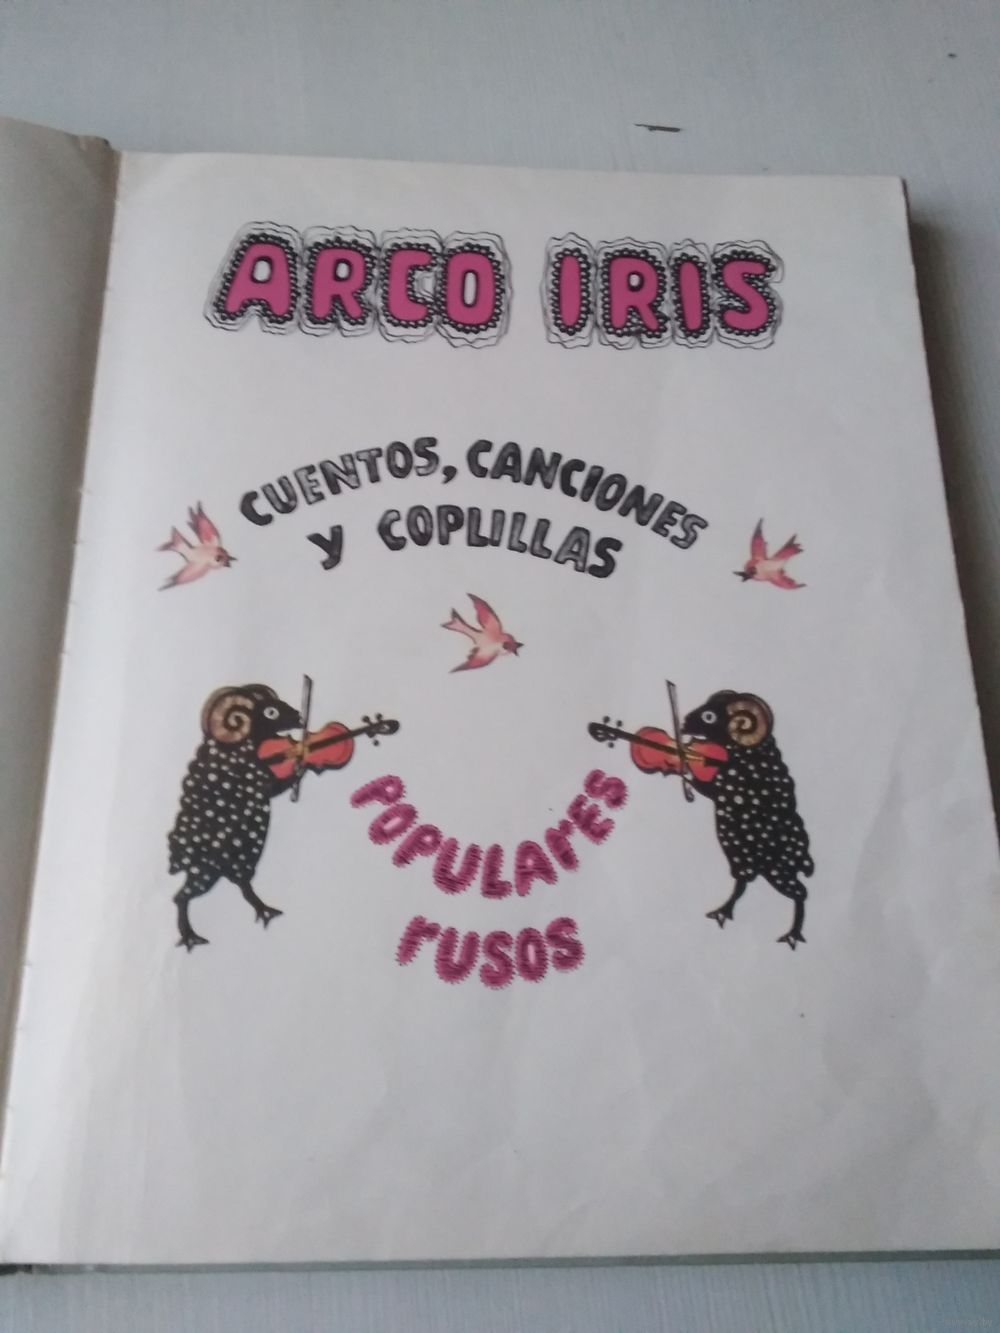 ARCO IRIS
CUENTOS, CANCIONES
y COPLILLAS
POPULArES
rUSOS